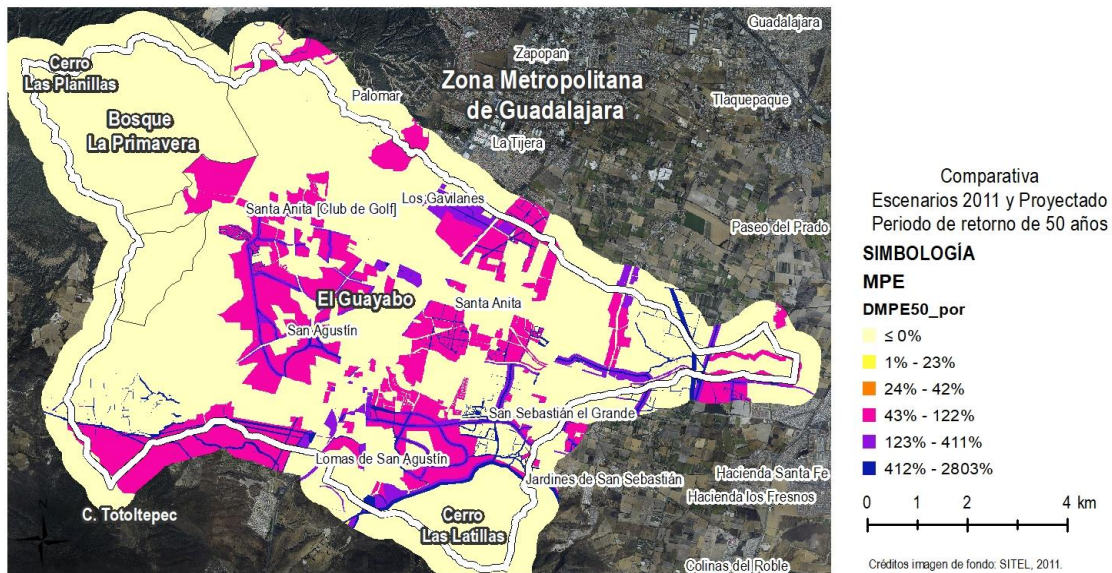 Guadalajara
Zapopan
Cerro
Las Planillas
Zona Metropolitana
de Guadalajara
Palomar
Tlaquepaque
Bosque
La Primavera
La Tijera
Los Gavilanes
Santa Anita [Club de Golf]
Paseo del Prado
El Guayabo
Santa Anita
San Agustín
San Sebastián el Grande
Lomas de San Agustín
Jardines de San Sebastián
Hacienda Santa Fe
Hacienda los Fresnos
C. Totoltepec
Cerro
Las Latillas
Colinas del Roble
N
Comparativa
Escenarios 2011 y Proyectado
Periodo de retorno de 50 años
SIMBOLOGÍA
MPE
DMPE50_por
≤ 0%
1% - 23%
24% - 42%
43% - 122%
123% - 411%
412% - 2803%
0 1 2 4 km
Créditos imagen de fondo: SITEL, 2011.